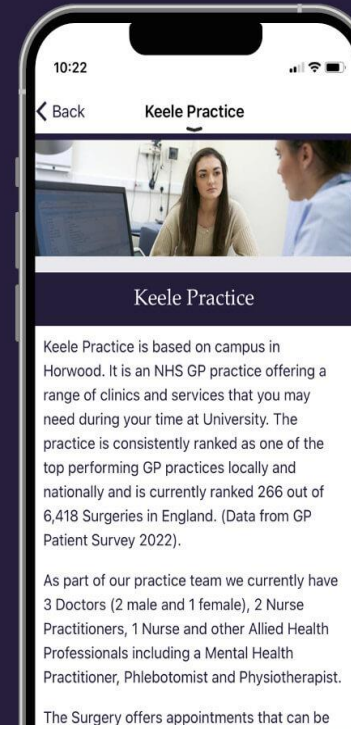 10:22
Back Keele Practice
Keele Practice
Keele Practice is based on campus in
Horwood. It is an NHS GP practice offering a
range of clinics and services that you may
need during your time at University. The
practice is consistently ranked as one of the
top performing GP practices locally and
nationally and is currently ranked 266 out of
6,418 Surgeries in England. (Data from GP
Patient Survey 2022).
As part of our practice team we currently have
3 Doctors (2 male and 1 female), 2 Nurse
Practitioners, 1 Nurse and other Allied Health
Professionals including a Mental Health
Practitioner, Phlebotomist and Physiotherapist.
The Surgery offers appointments that can be